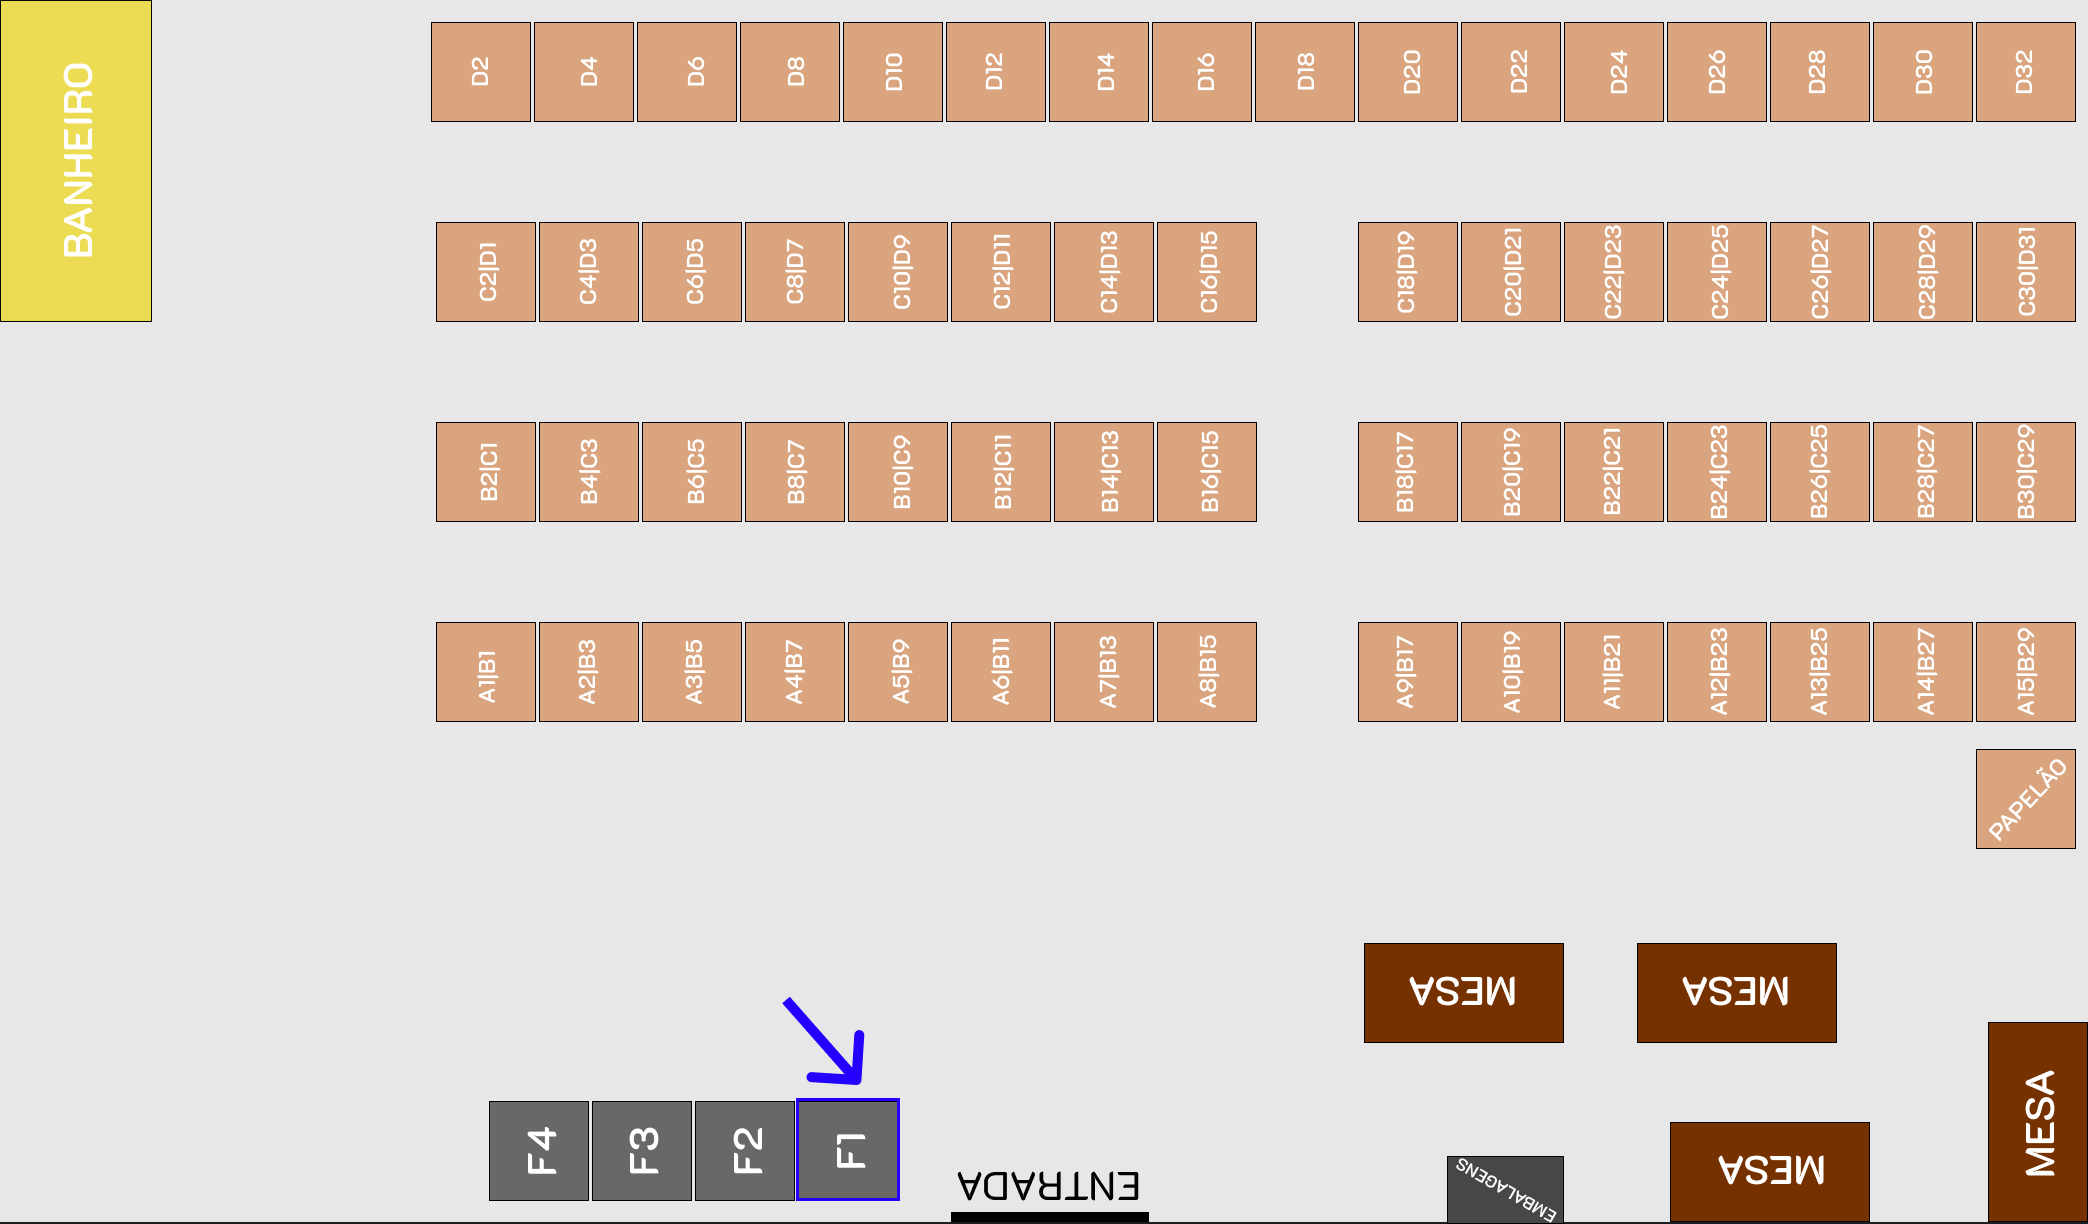 BANHEIRO
D2
D4
D6
D8
D10
D12
D14
D16
D18
D20
D22
D24
D26
D28
D30
D32
C2|D1
C4|D3
C6|D5
C8|D7
C10|D9
C12|D11
C14|D13
C16|D15
C18|D19
C20|D21
C22|D23
C24|D25
C26|D27
C28|D29
C30|D31
B2|C1
B4|C3
B6|C5
B8|C7
B10|C9
B12|C11
B14|C13
B16|C15
B18|C17
B20|C19
B22|C21
B24|C23
B26|C25
B28|C27
B30|C29
A1|B1
A2|B3
A3|B5
A4|B7
A5|B9
A6|B11
A7|B13
A8|B15
A9|B17
A10|B19
A11|B21
A12|B23
A13|B25
A14|B27
A15|B29
PAPELÃO
MESA
MESA
F4
F3
F2
F1
ENTRADA
EMBALAGENS
MESA
MESA